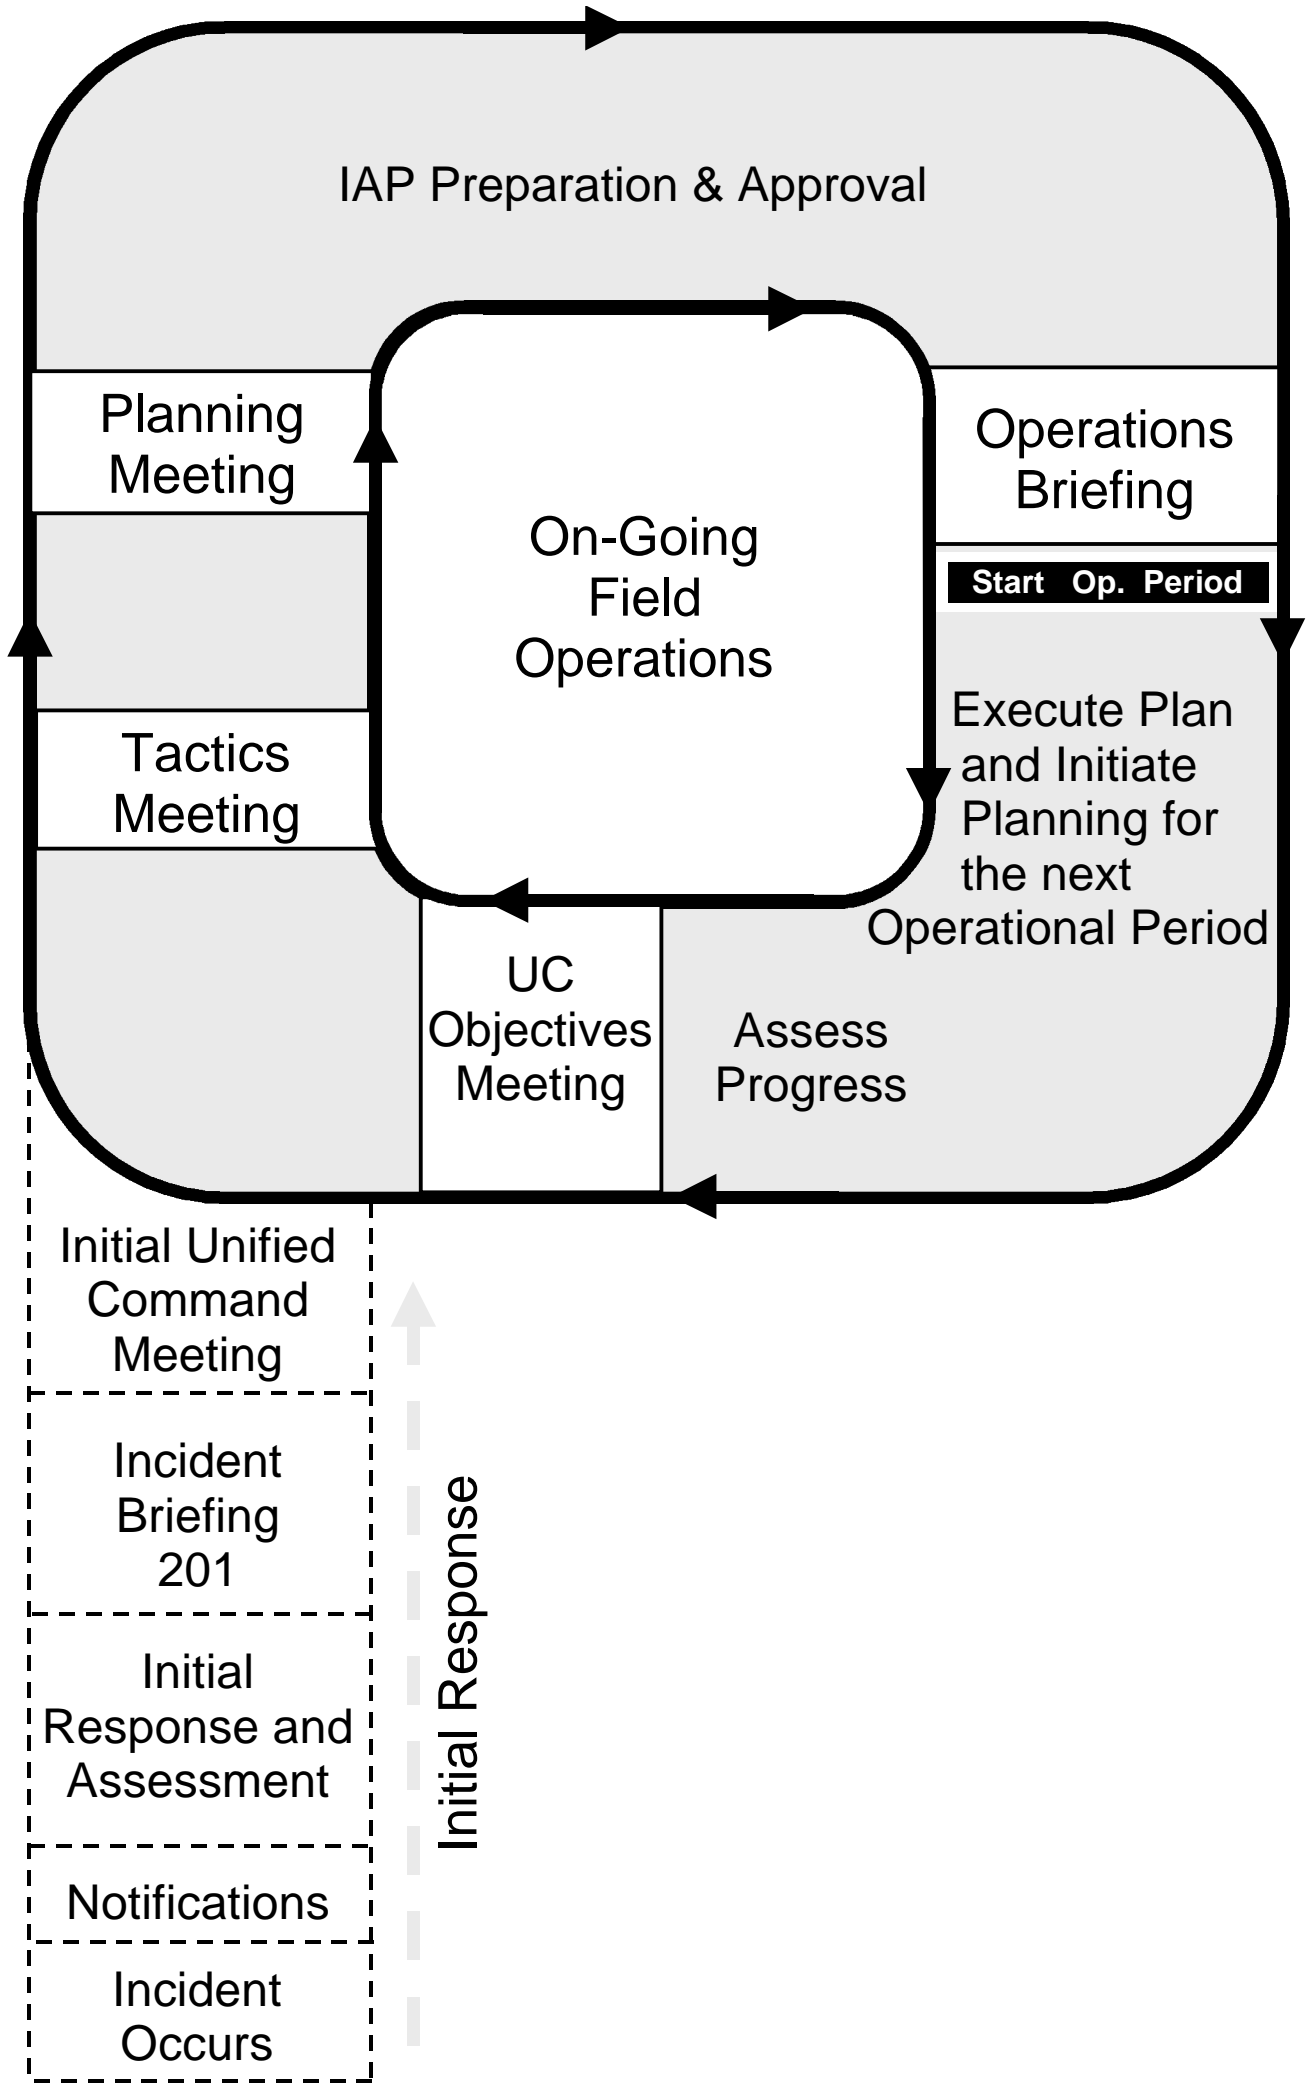 IAP Preparation & Approval
Planning
Meeting
Operations
Briefing
On-Going
Field
Operations
Start Op. Period
Tactics
Meeting
Execute Plan
and Initiate
Planning for
the next
Operational Period
UC
Objectives
Meeting
Assess
Progress
Initial Unified
Command
Meeting
Incident
Briefing
201
Initial
Response and
Assessment
Notifications
Incident
Occurs
Initial Response